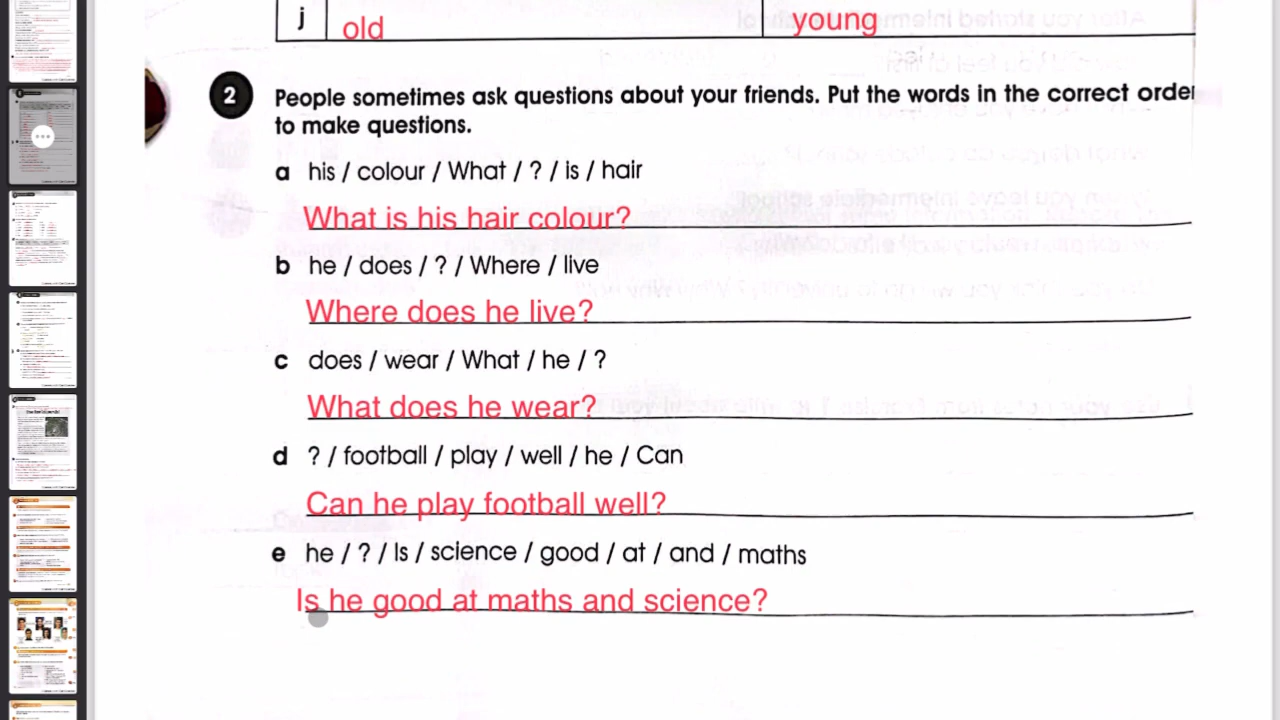 j old young
2 People sometimes ask questions about your friends. Put the words in the correct order
to make questions.
a his / colour / What / ? / is / hair
What is his hair colour?
b he / does / ? / Where / live
Where does he live?
c does / wear / What / he / ?
What does he wear?
d ? / football / play / well / he / Can
Can he play football well?
e he / ? / Is / science / good / at / and / maths
Is he good at maths and science?